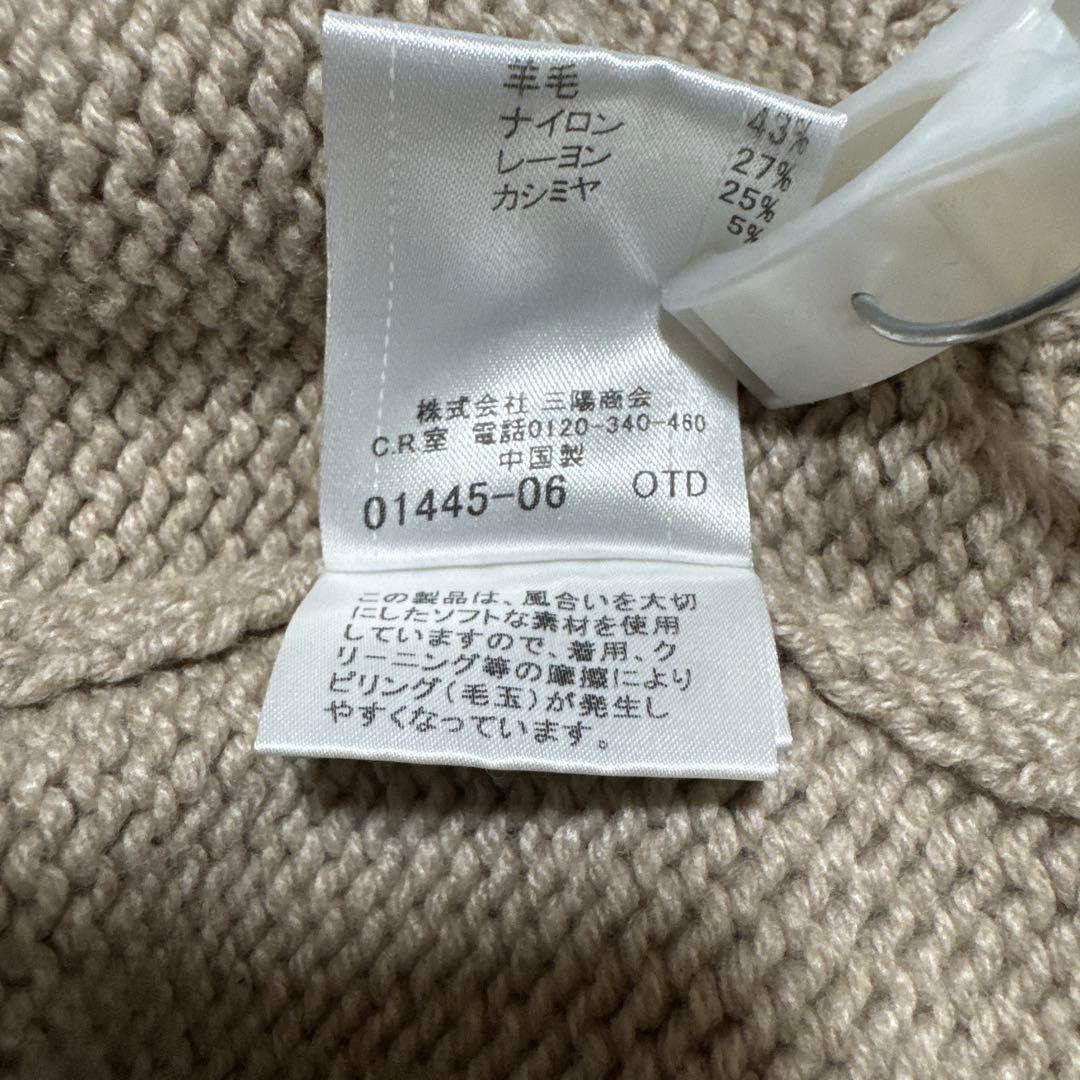 羊毛 43%
ナイロン 27%
レーヨン 25%
カシミヤ 5%
株式会社 三陽商会
C.R.室 電話0120-340-460
中国製
01445-06 OTD
この製品は、風合いを大切
にしたソフトな素材を使用
していますので、着用、ク
リーニング等の摩擦により
ピリング(毛玉)が発生し
やすくなっています。